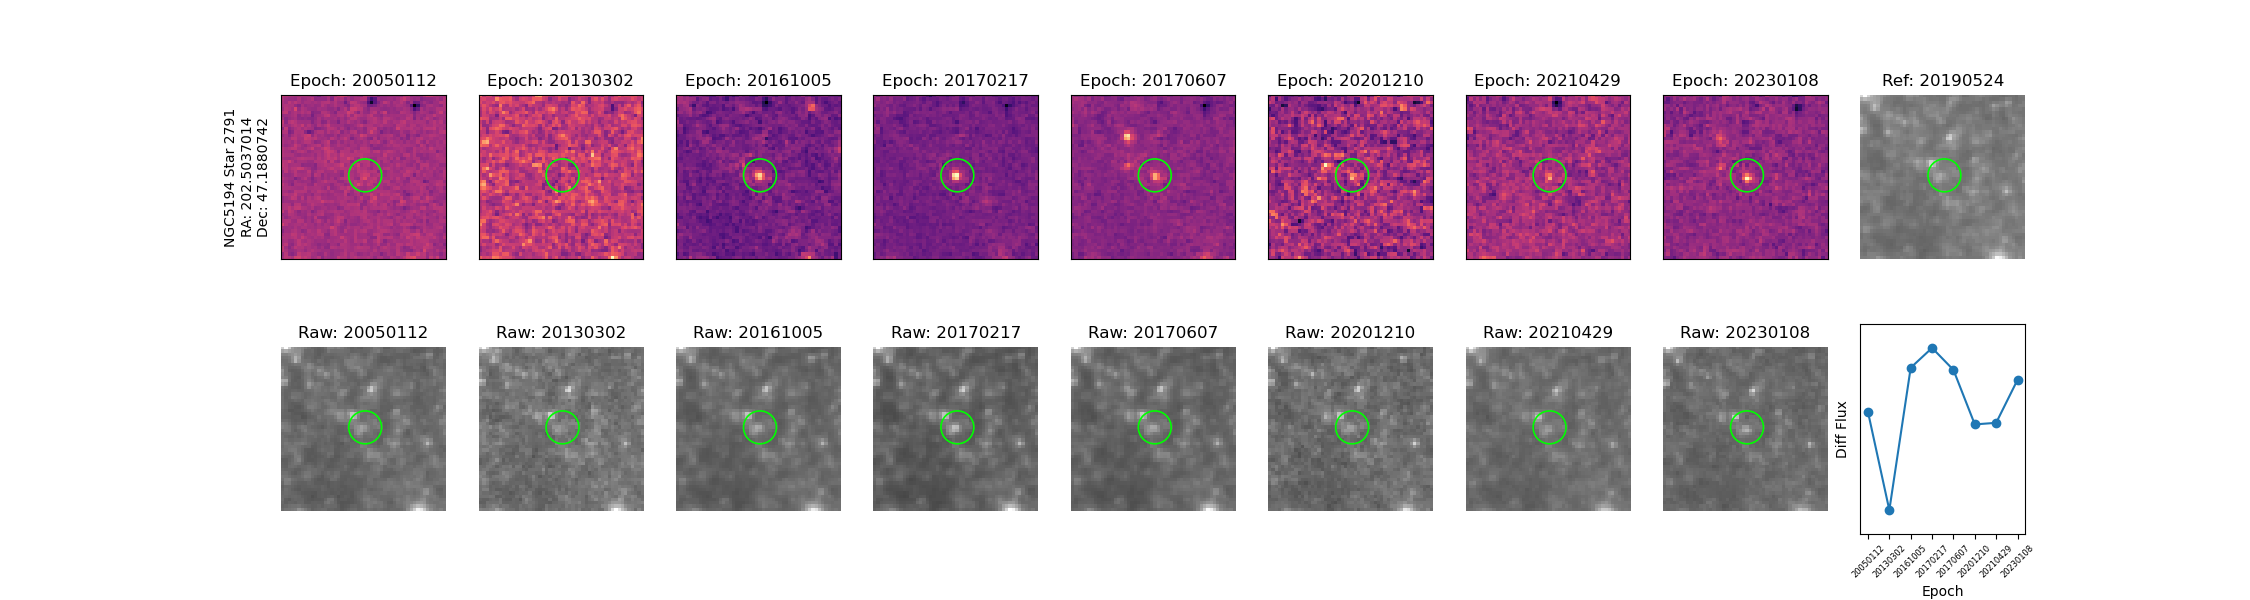 NGC5194 Star 2791
RA: 202.5037014
Dec: 47.1880742
Epoch: 20050112
Epoch: 20130302
Epoch: 20161005
Epoch: 20170217
Epoch: 20170607
Epoch: 20201210
Epoch: 20210429
Epoch: 20230108
Ref: 20190524
Raw: 20050112
Raw: 20130302
Raw: 20161005
Raw: 20170217
Raw: 20170607
Raw: 20201210
Raw: 20210429
Raw: 20230108
Diff Flux
20050112
20130302
20161005
20170217
20170607
20201210
20210429
20230108
Epoch